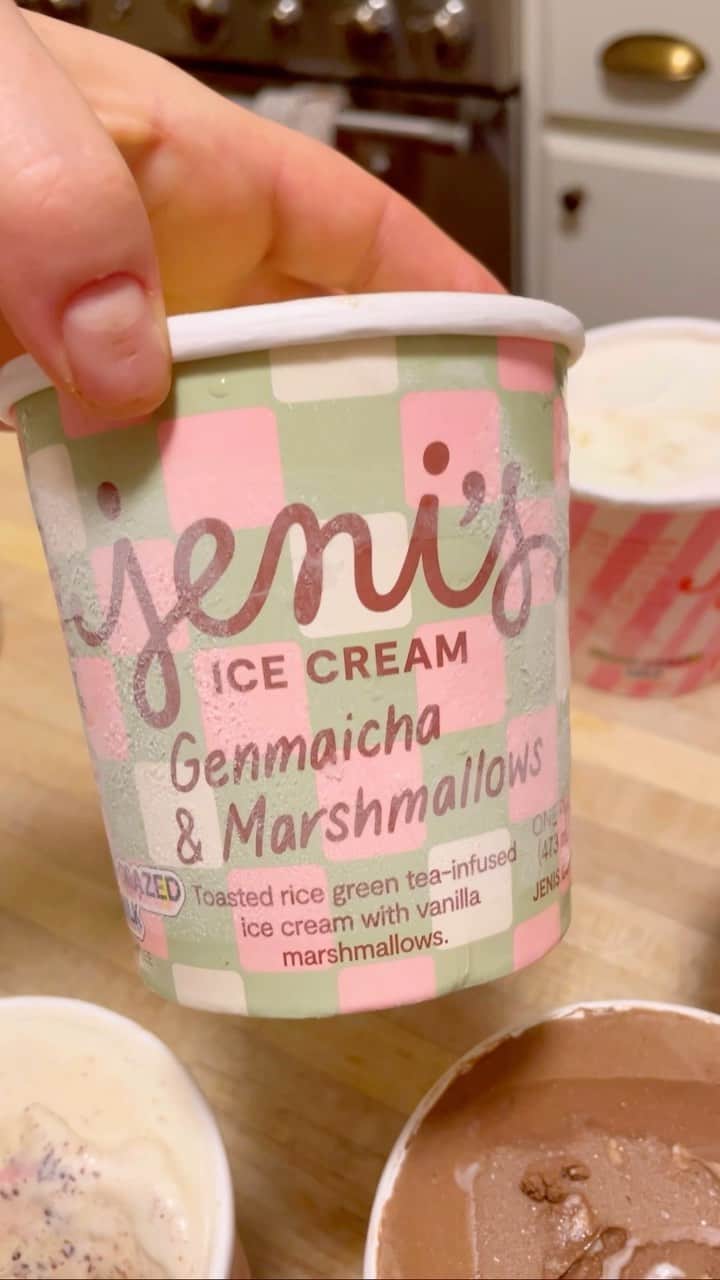 jeni's
ICE CREAM
Genmaicha
& Marshmallows
Toasted rice green tea-infused
ice cream with vanilla
marshmallows.